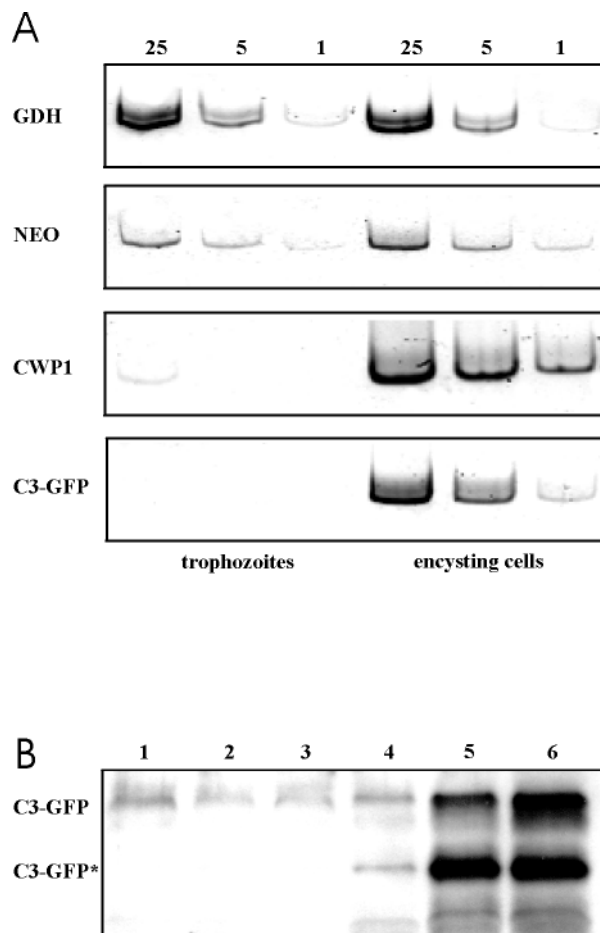 A
25 5 1 25 5 1
GDH
NEO
CWP1
C3-GFP
trophozoites encysting cells
B
1 2 3 4 5 6
C3-GFP
C3-GFP*